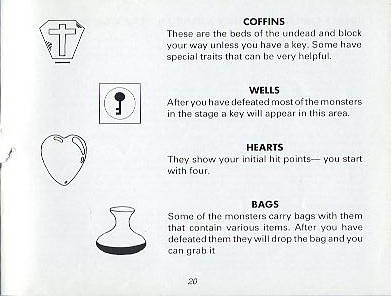 COFFINS
These are the beds of the undead and block
your way unless you have a key. Some have
special traits that can be very helpful.
WELLS
After you have defeated most of the monsters
in the stage a key will appear in this area.
HEARTS
They show your initial hit points— you start
with four.
BAGS
Some of the monsters carry bags with them
that contain various items. After you have
defeated them they will drop the bag and you
can grab it
20